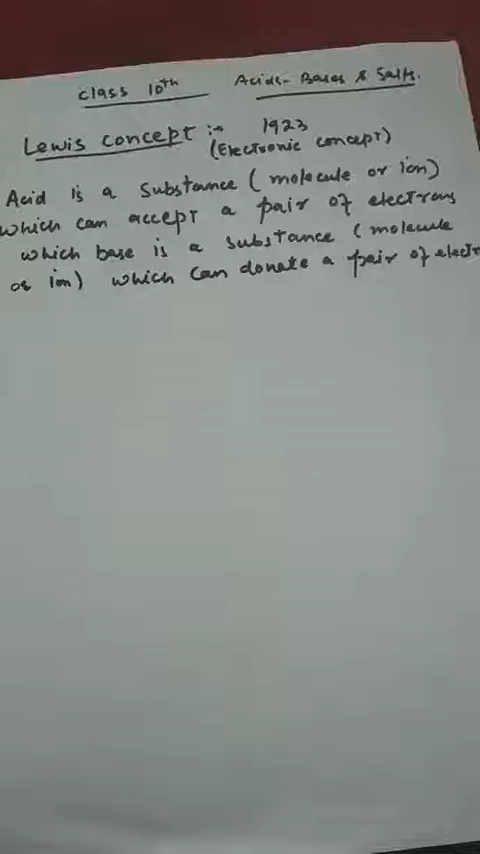 class 10th Acids- Bases & Salts.
Lewis concept :- 1923
(Electronic concept)
Acid is a substance ( molecule or ion)
which can accept a pair of electrons
which base is a substance ( molecule
or ion) which can donate a pair of electr